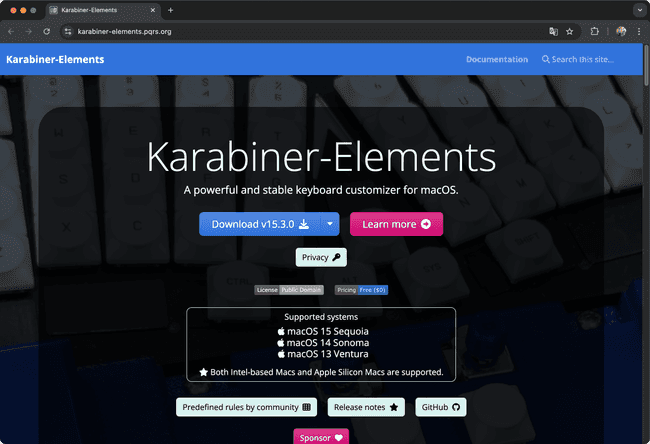 Karabiner-Elements
karabiner-elements.pqrs.org
Karabiner-Elements
Documentation
Search this site...
Karabiner-Elements
A powerful and stable keyboard customizer for macOS.
Download v15.3.0
Learn more
Privacy
License Public Domain
Pricing Free ($0)
Supported systems
macOS 15 Sequoia
macOS 14 Sonoma
macOS 13 Ventura
Both Intel-based Macs and Apple Silicon Macs are supported.
Predefined rules by community
Release notes
GitHub
Sponsor